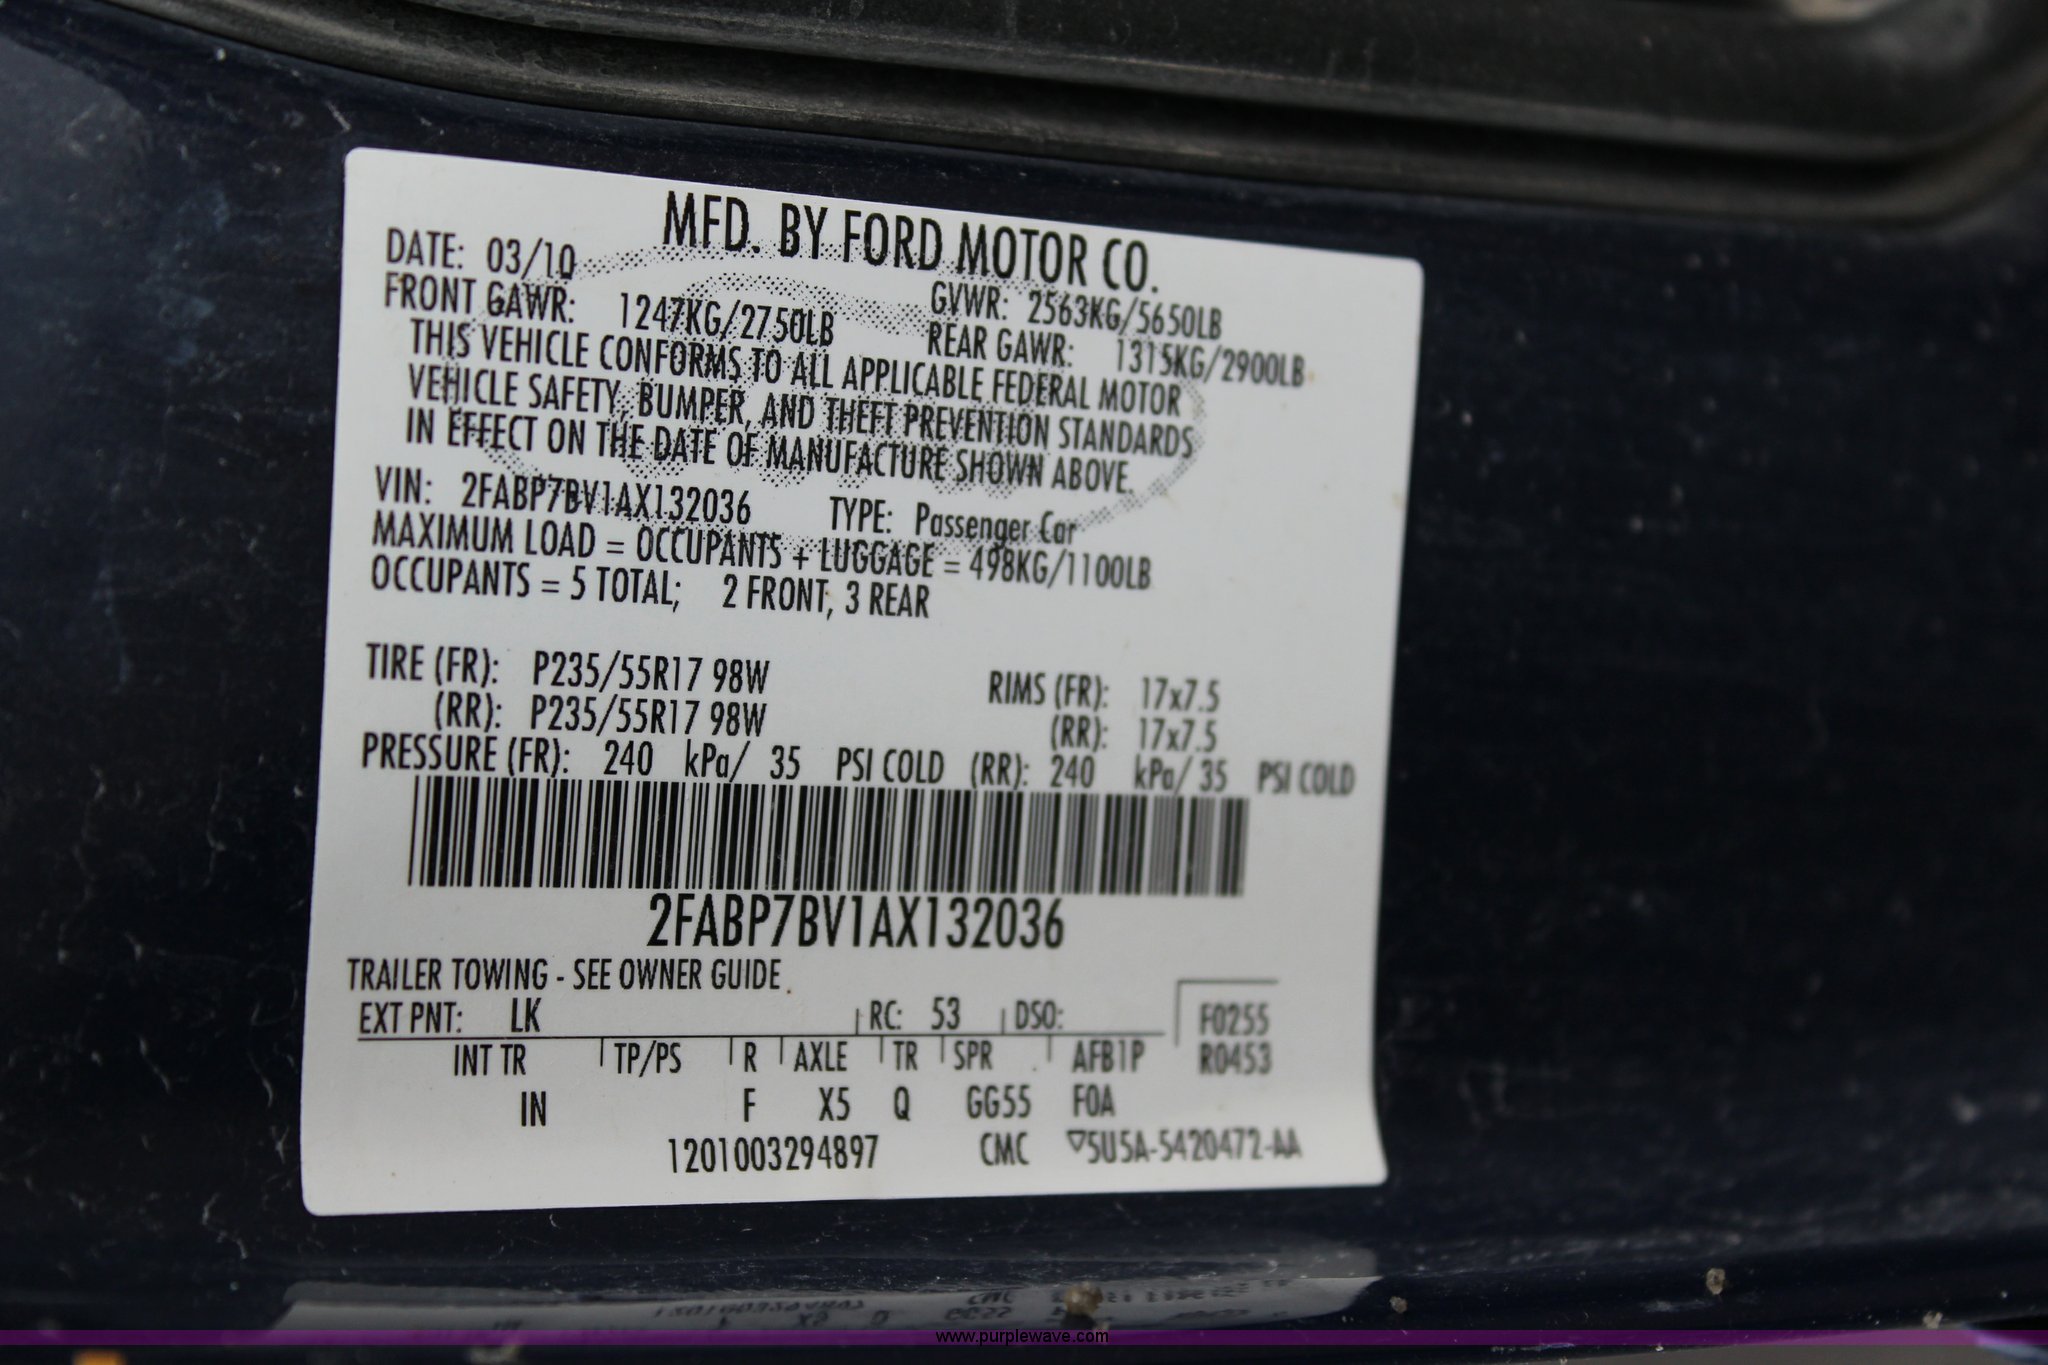 MFD. BY FORD MOTOR CO.
DATE: 03/10 GVWR: 2563KG/5650LB
FRONT GAWR: 1247KG/2750LB REAR GAWR: 1315KG/2900LB
THIS VEHICLE CONFORMS TO ALL APPLICABLE FEDERAL MOTOR
VEHICLE SAFETY, BUMPER, AND THEFT PREVENTION STANDARDS
IN EFFECT ON THE DATE OF MANUFACTURE SHOWN ABOVE.
VIN: 2FABP7BV1AX132036 TYPE: Passenger Car
MAXIMUM LOAD = OCCUPANTS + LUGGAGE = 498KG/1100LB
OCCUPANTS = 5 TOTAL; 2 FRONT, 3 REAR
TIRE (FR): P235/55R17 98W RIMS (FR): 17x7.5
(RR): P235/55R17 98W (RR): 17x7.5
PRESSURE (FR): 240 kPa/ 35 PSI COLD (RR): 240 kPa/ 35 PSI COLD
2FABP7BV1AX132036
TRAILER TOWING - SEE OWNER GUIDE
EXT PNT: LK RC: 53 DSO: F0255
INT TR TP/PS R AXLE TR SPR AFB1P R0453
IN F X5 Q GG55 F0A
1201003294897 CMC ▽5U5A-5420472-AA
www.purplewave.com